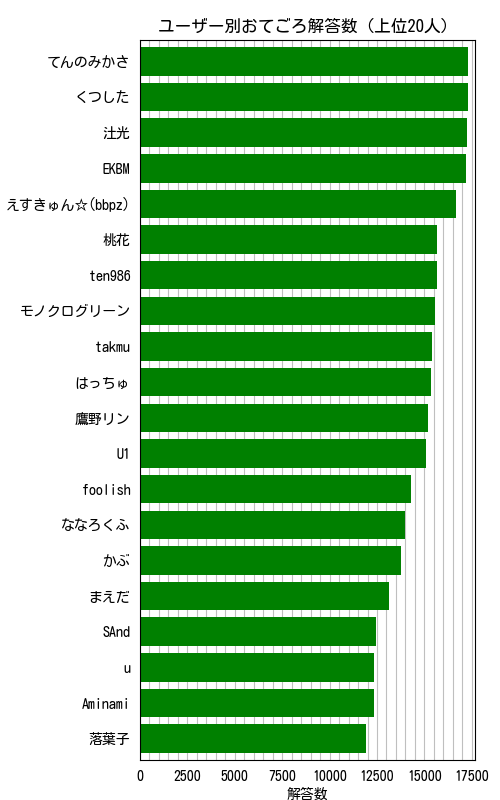 ユーザー別おてごろ解答数 (上位20人)
てんのみかさ
くつした
辻光
EKBM
えすきゅん☆(bbpz)
桃花
ten986
モノクログリーン
takmu
はっちゅ
鷹野リン
U1
foolish
ななろくふ
かぶ
まえだ
SAnd
u
Aminami
落葉子
0 2500 5000 7500 10000 12500 15000 17500
解答数